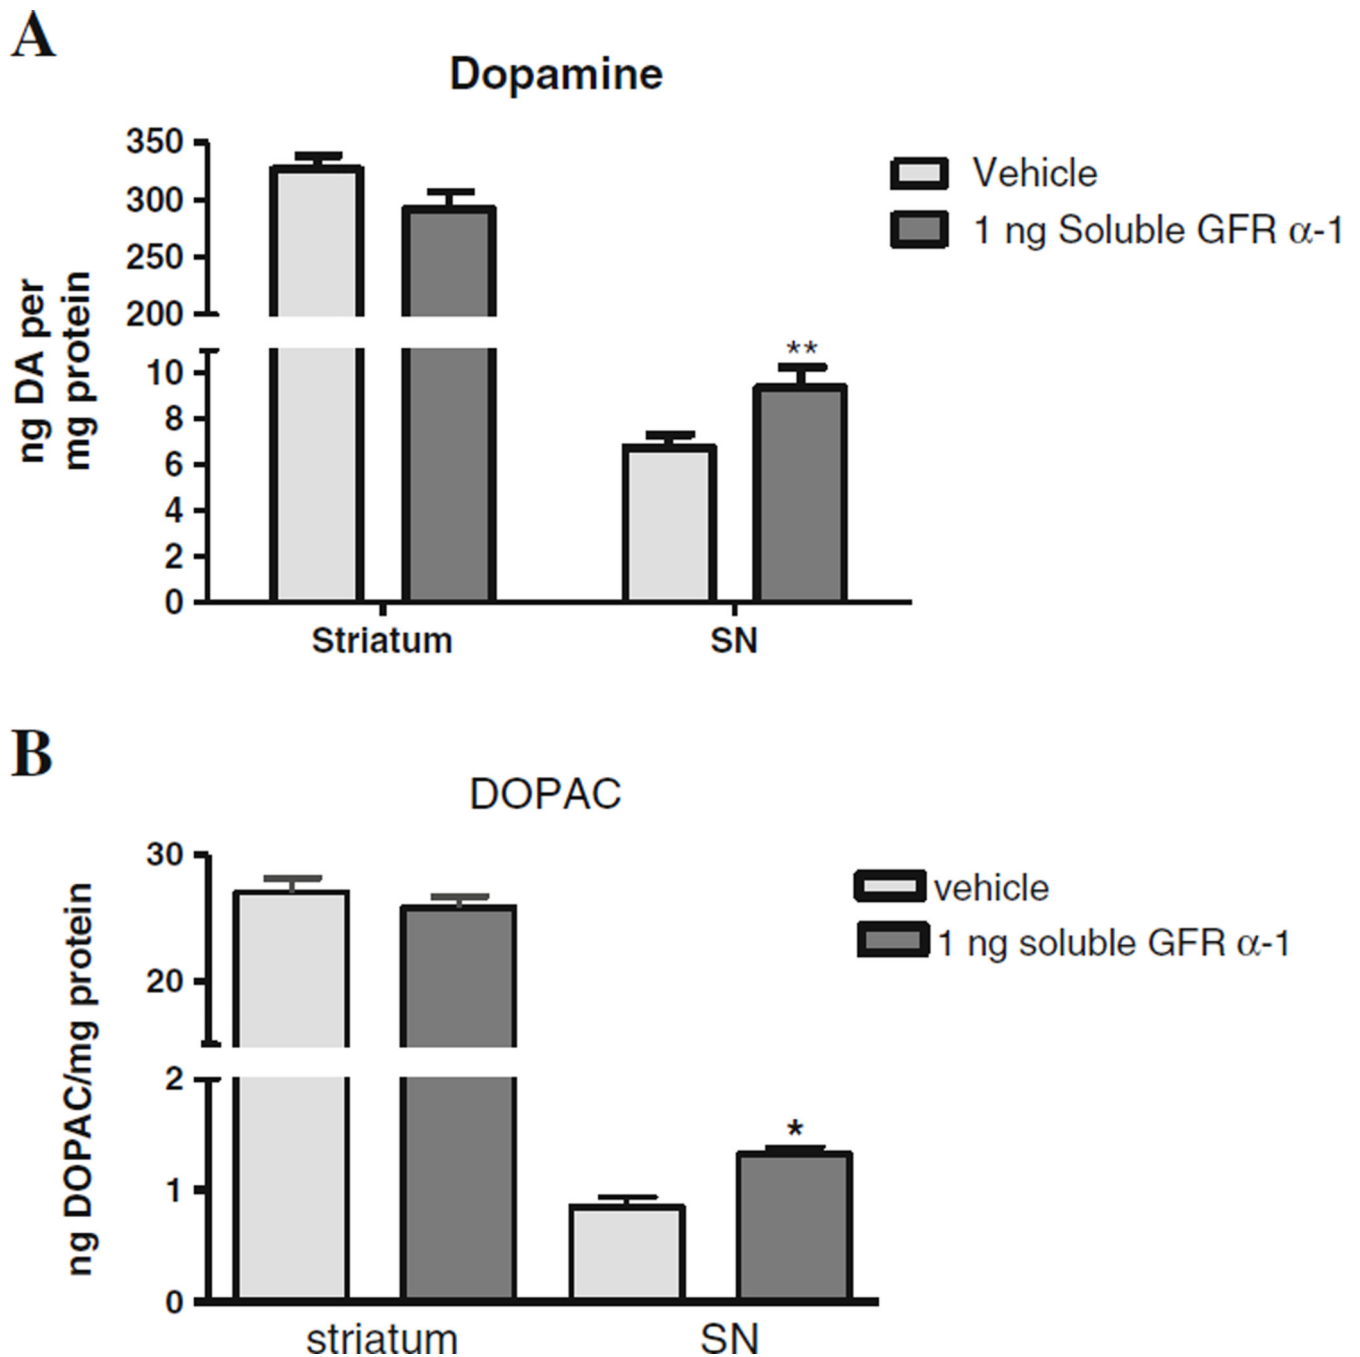 A
Dopamine
350
300
250
200
10
8
6
4
2
0
ng DA per
mg protein
Vehicle
1 ng Soluble GFR α-1
**
Striatum
SN
B
DOPAC
30
20
2
1
0
ng DOPAC/mg protein
vehicle
1 ng soluble GFR α-1
*
striatum
SN